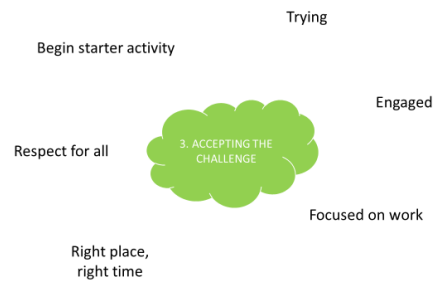 Trying
Begin starter activity
Engaged
3. ACCEPTING THE
CHALLENGE
Respect for all
Focused on work
Right place,
right time